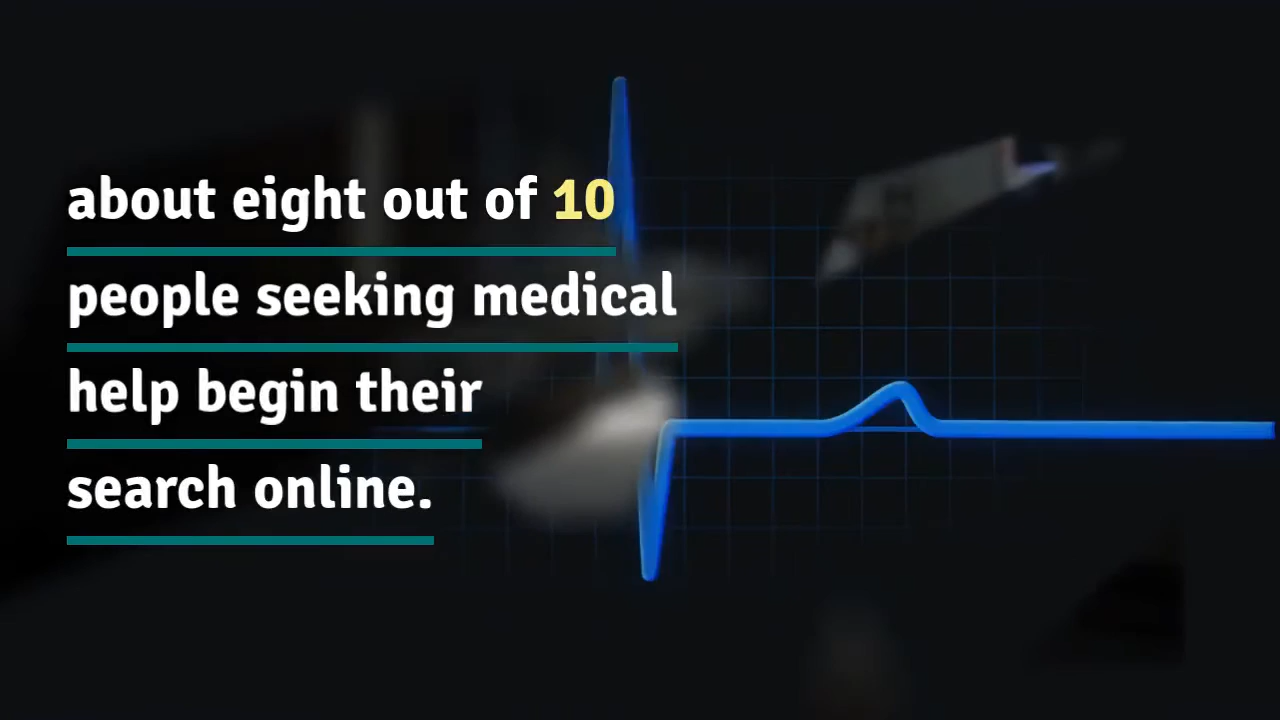 about eight out of 10
people seeking medical
help begin their
search online.